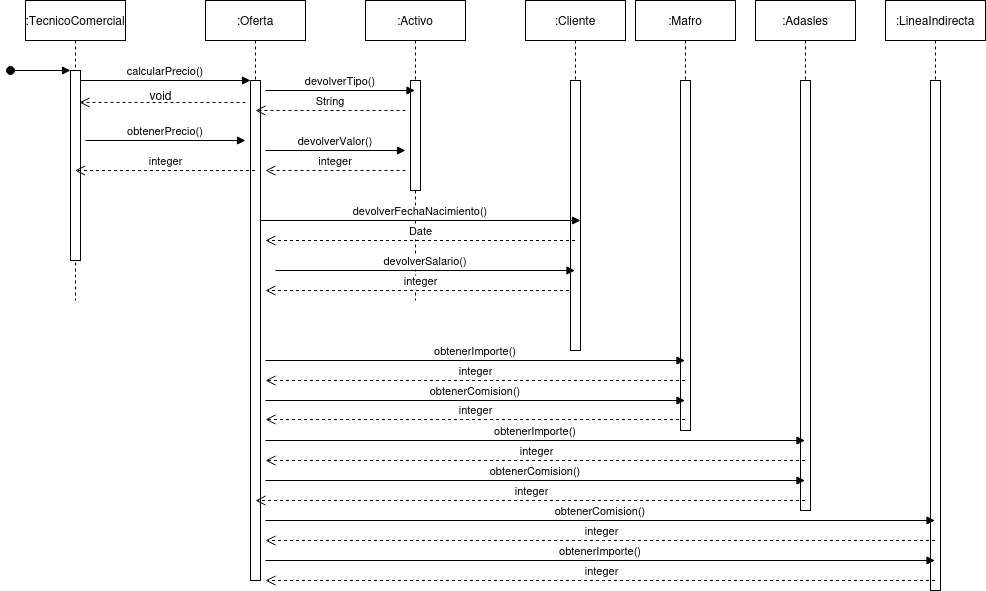 :TecnicoComercial
:Oferta
:Activo
:Cliente
:Mafro
:Adasles
:LineaIndirecta
calcularPrecio()
devolverTipo()
void
String
obtenerPrecio()
devolverValor()
integer
integer
devolverFechaNacimiento()
Date
devolverSalario()
integer
obtenerImporte()
integer
obtenerComision()
integer
obtenerImporte()
integer
obtenerComision()
integer
obtenerComision()
integer
obtenerImporte()
integer